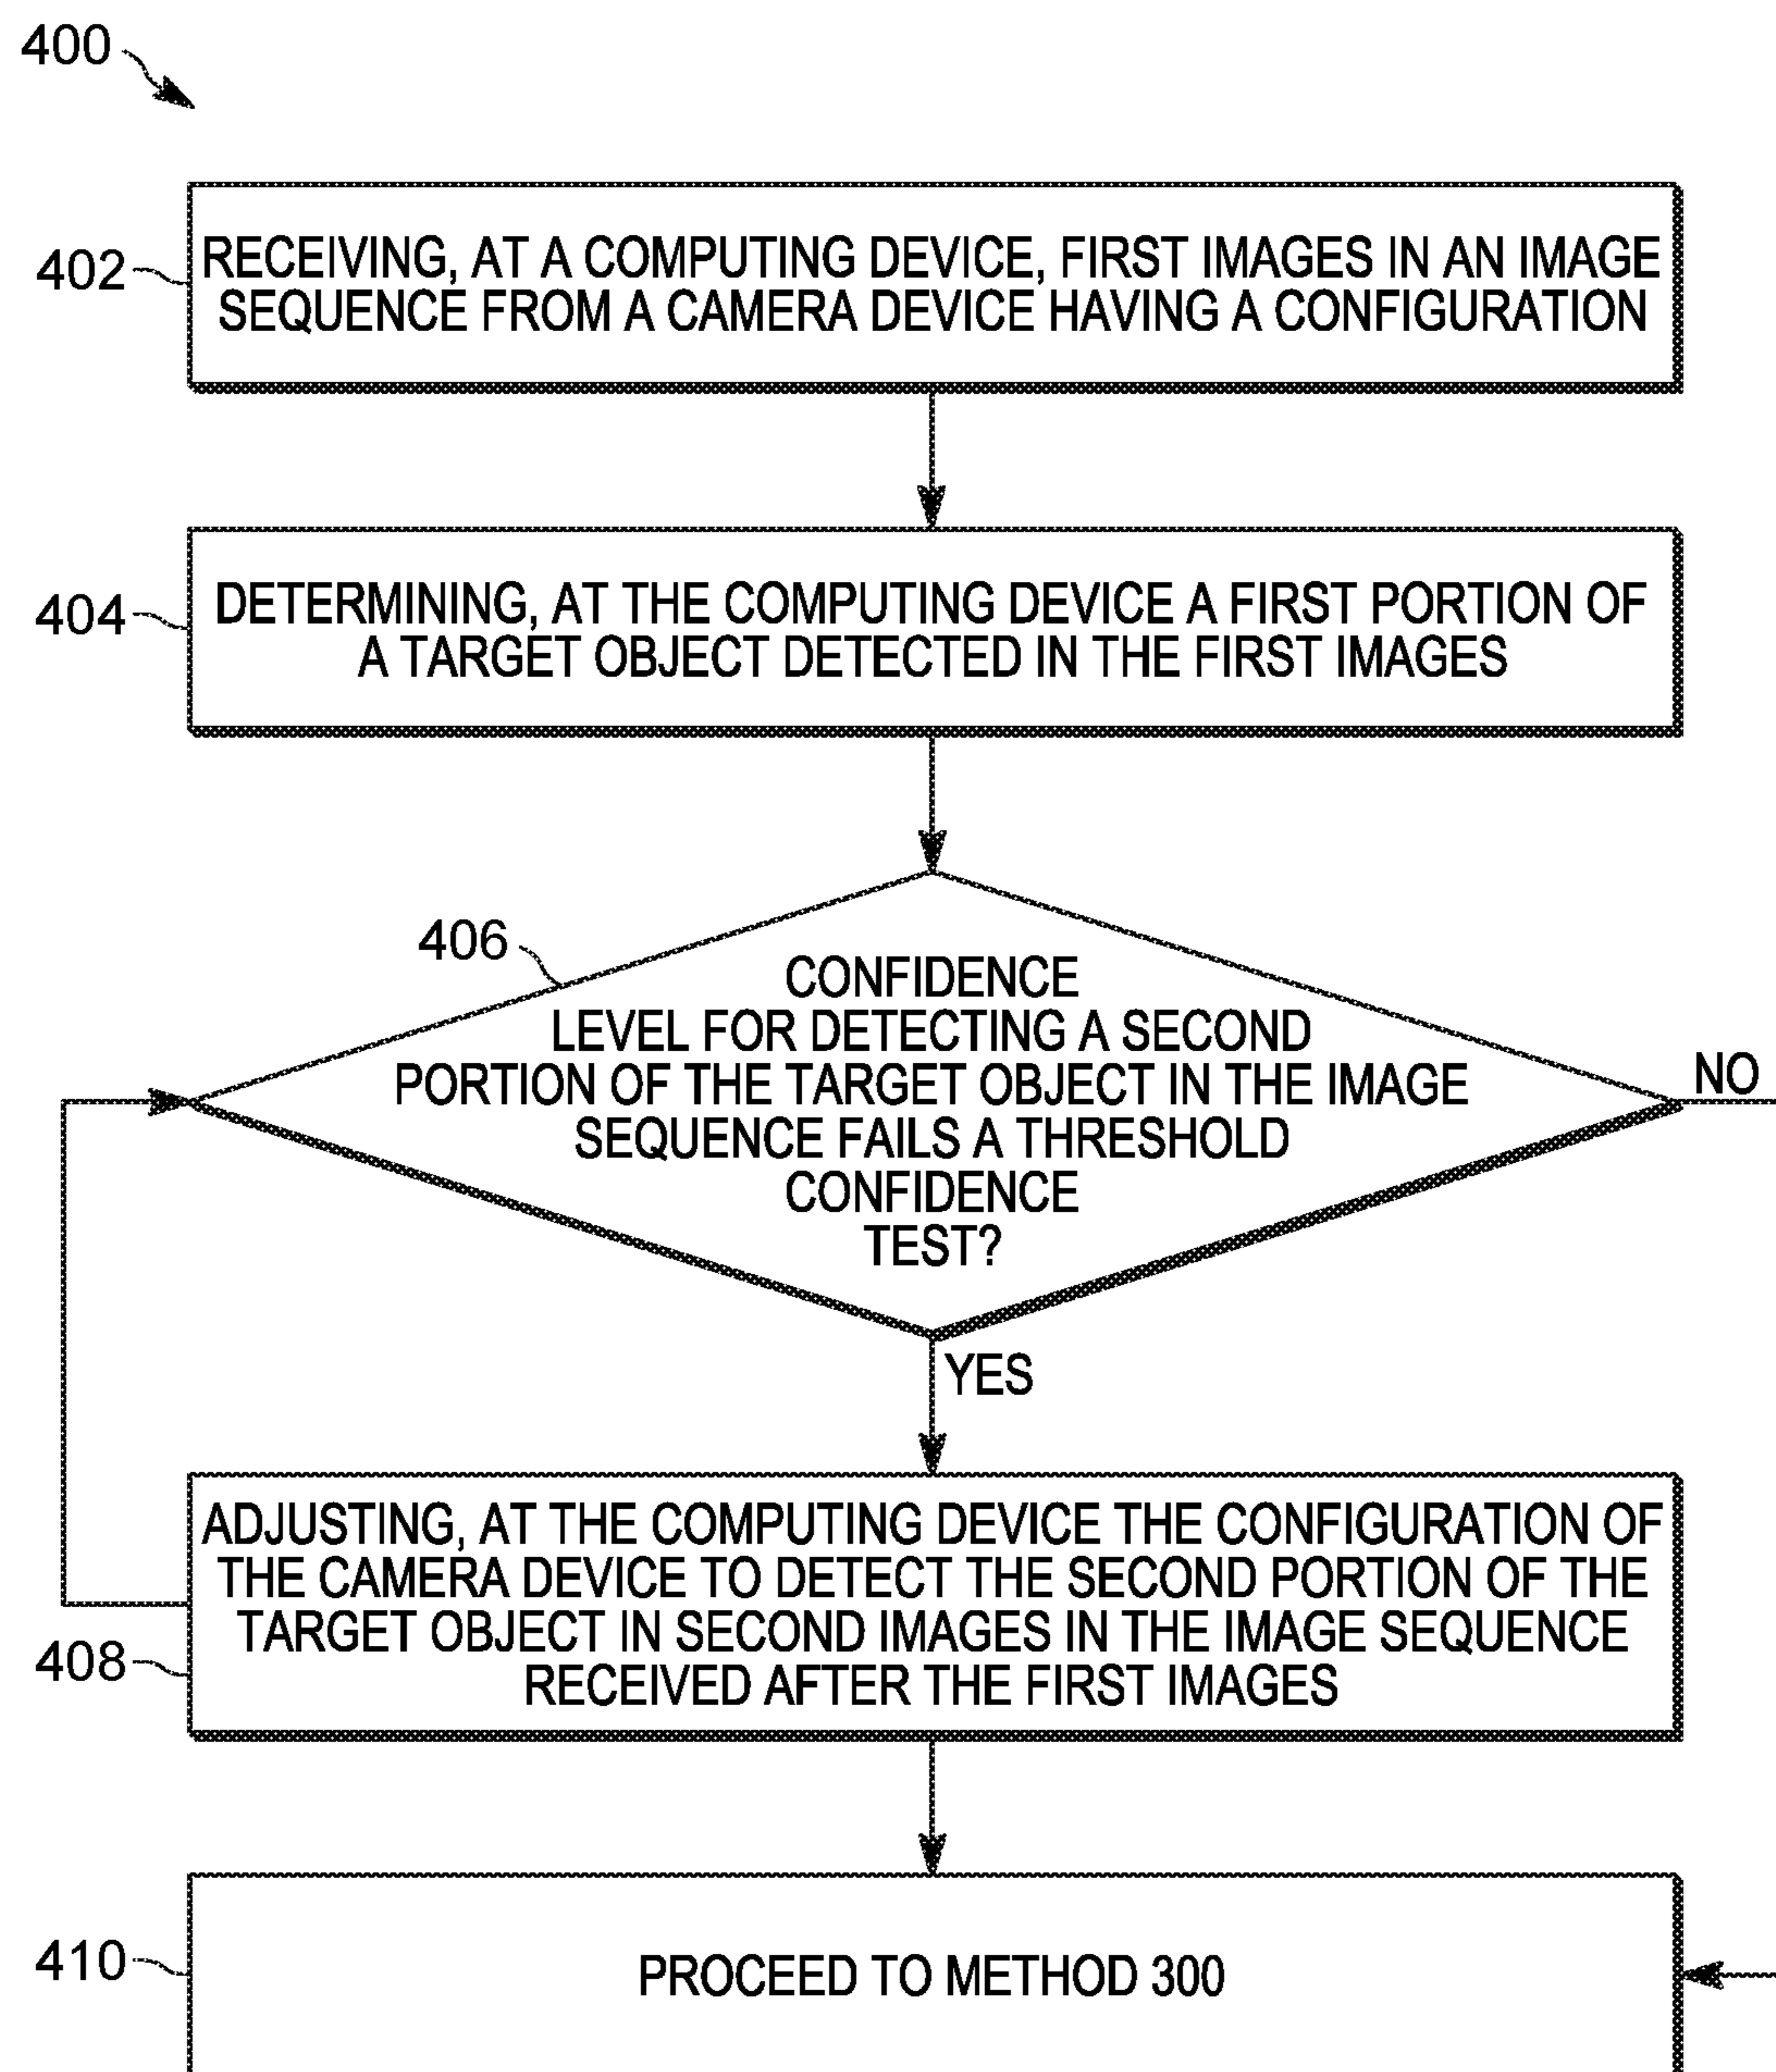 400
402
RECEIVING, AT A COMPUTING DEVICE, FIRST IMAGES IN AN IMAGE
SEQUENCE FROM A CAMERA DEVICE HAVING A CONFIGURATION
404
DETERMINING, AT THE COMPUTING DEVICE A FIRST PORTION OF
A TARGET OBJECT DETECTED IN THE FIRST IMAGES
406
CONFIDENCE
LEVEL FOR DETECTING A SECOND
PORTION OF THE TARGET OBJECT IN THE IMAGE
SEQUENCE FAILS A THRESHOLD
CONFIDENCE
TEST?
NO
YES
408
ADJUSTING, AT THE COMPUTING DEVICE THE CONFIGURATION OF
THE CAMERA DEVICE TO DETECT THE SECOND PORTION OF THE
TARGET OBJECT IN SECOND IMAGES IN THE IMAGE SEQUENCE
RECEIVED AFTER THE FIRST IMAGES
410
PROCEED TO METHOD 300